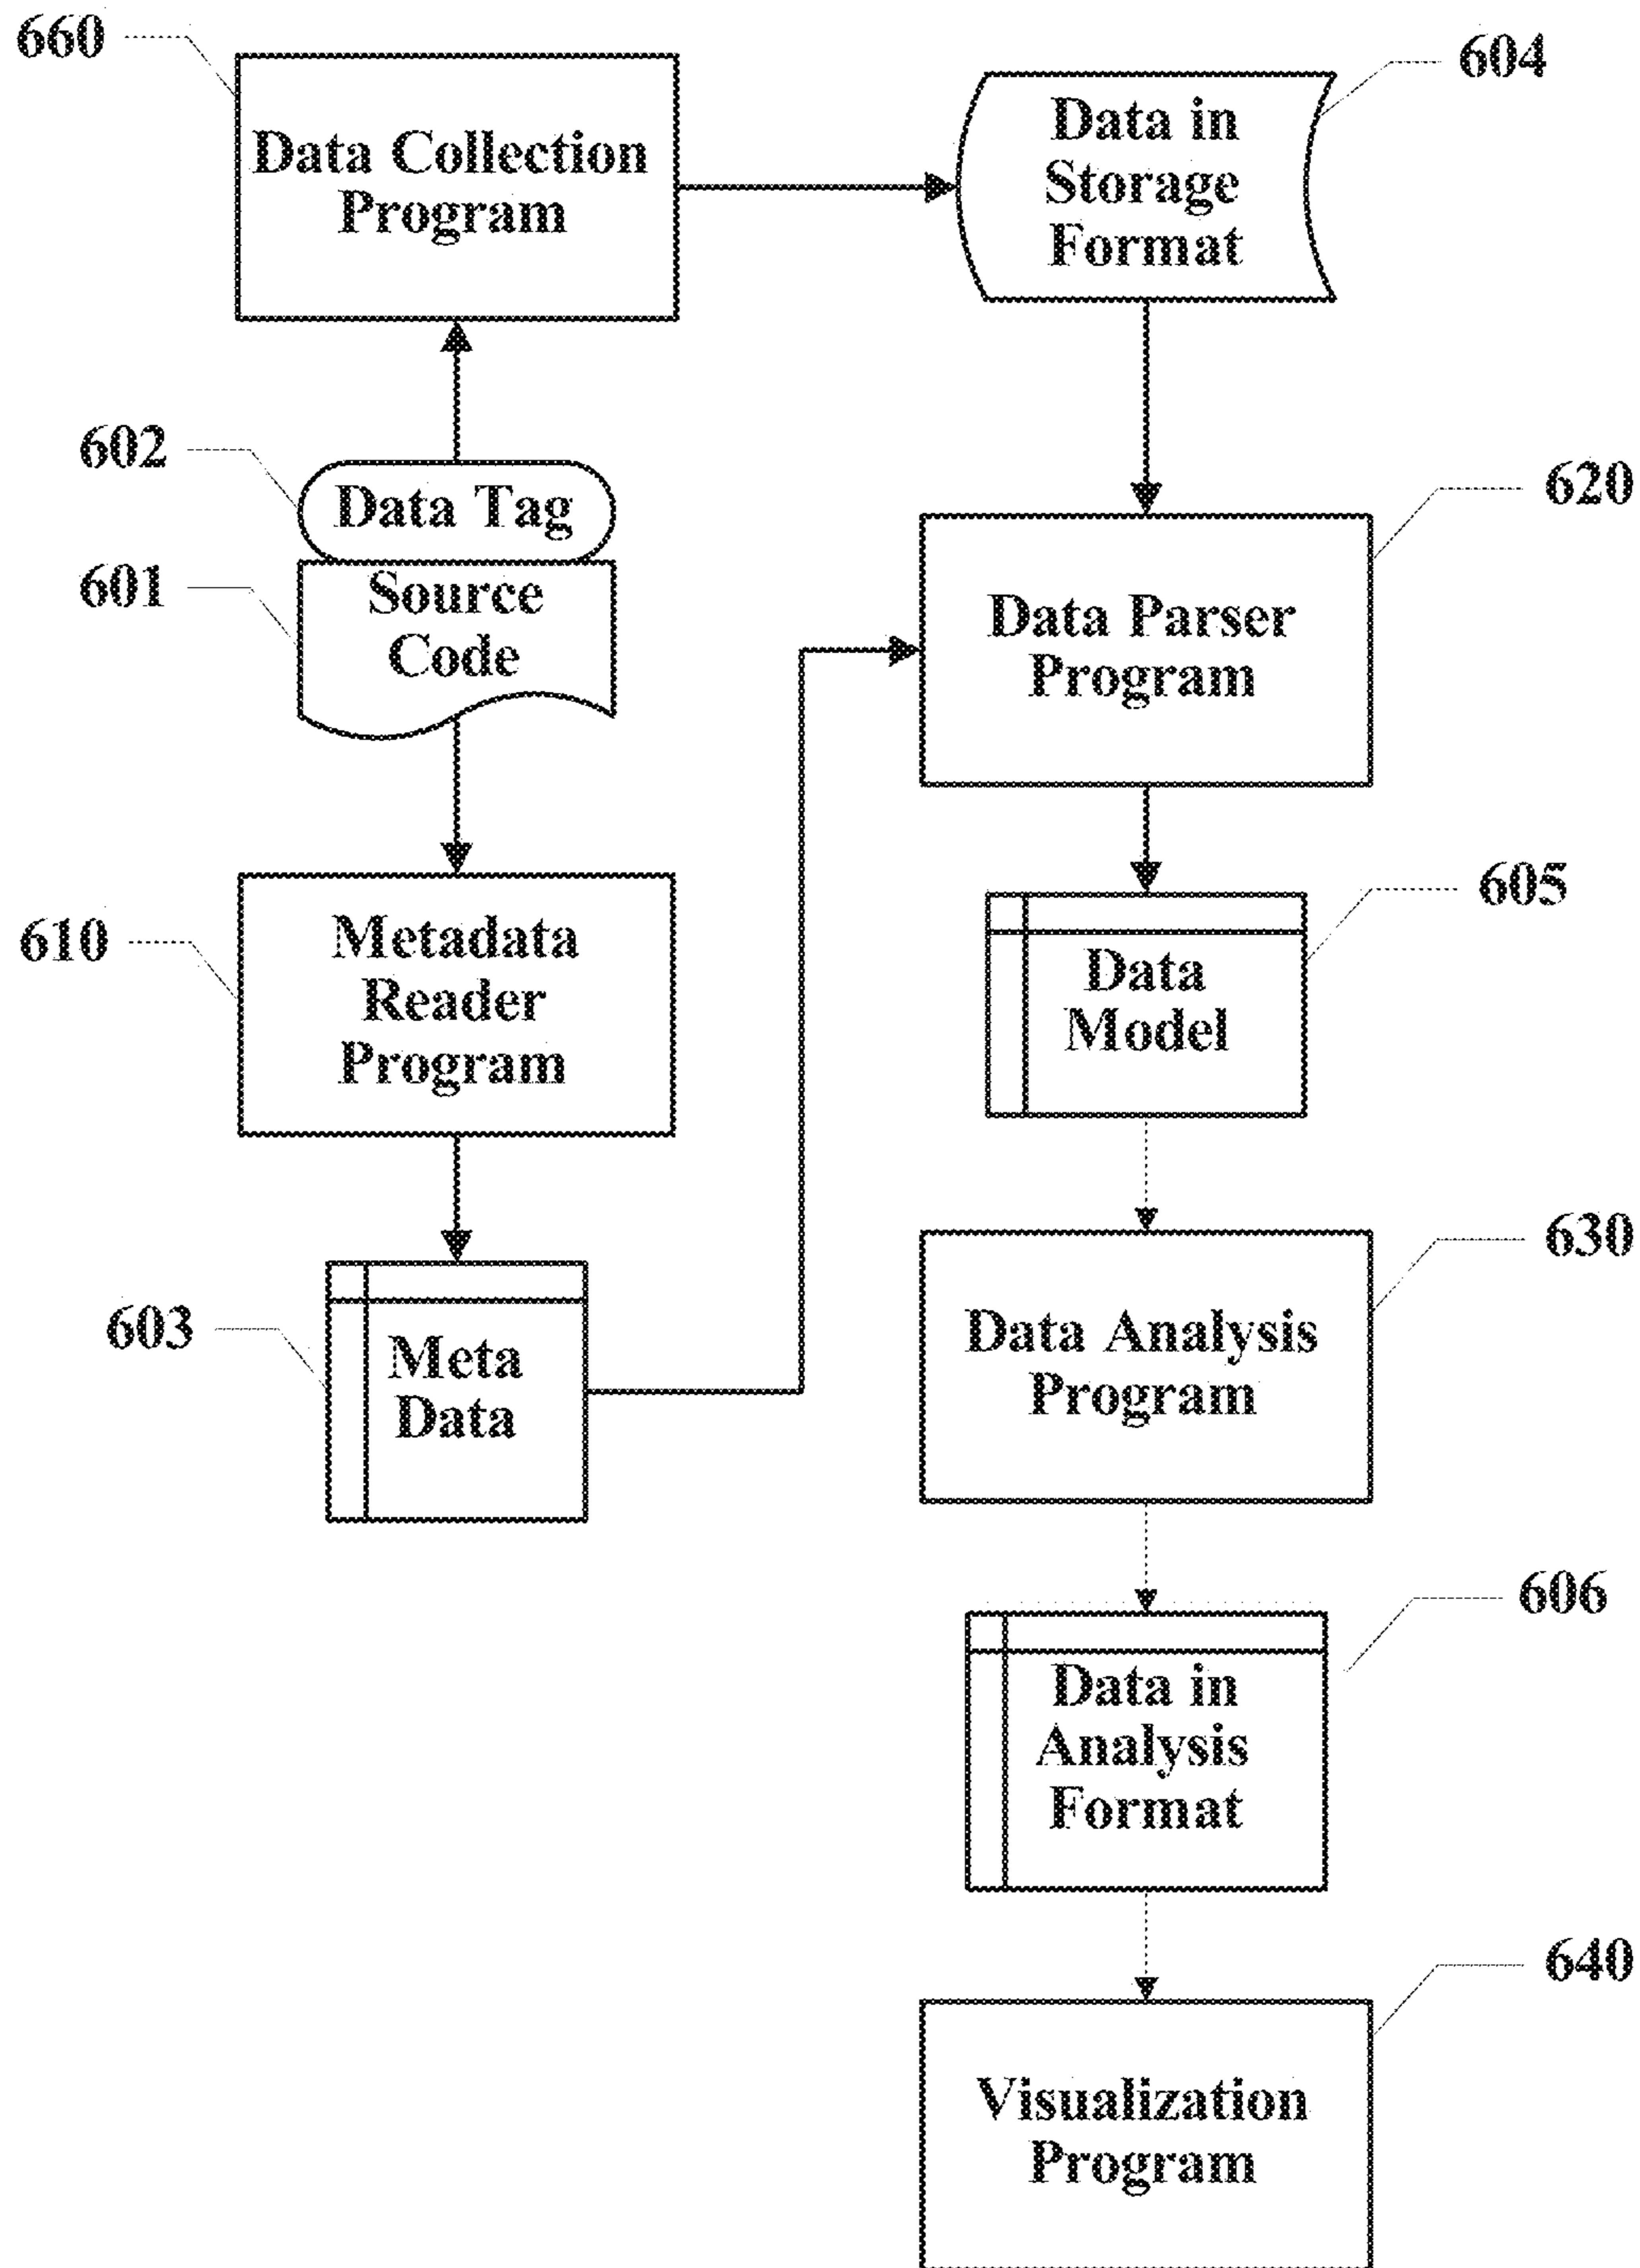 660
Data Collection
Program
604
Data in
Storage
Format
602
Data Tag
601
Source
Code
620
Data Parser
Program
610
Metadata
Reader
Program
605
Data
Model
603
Meta
Data
630
Data Analysis
Program
606
Data in
Analysis
Format
640
Visualization
Program